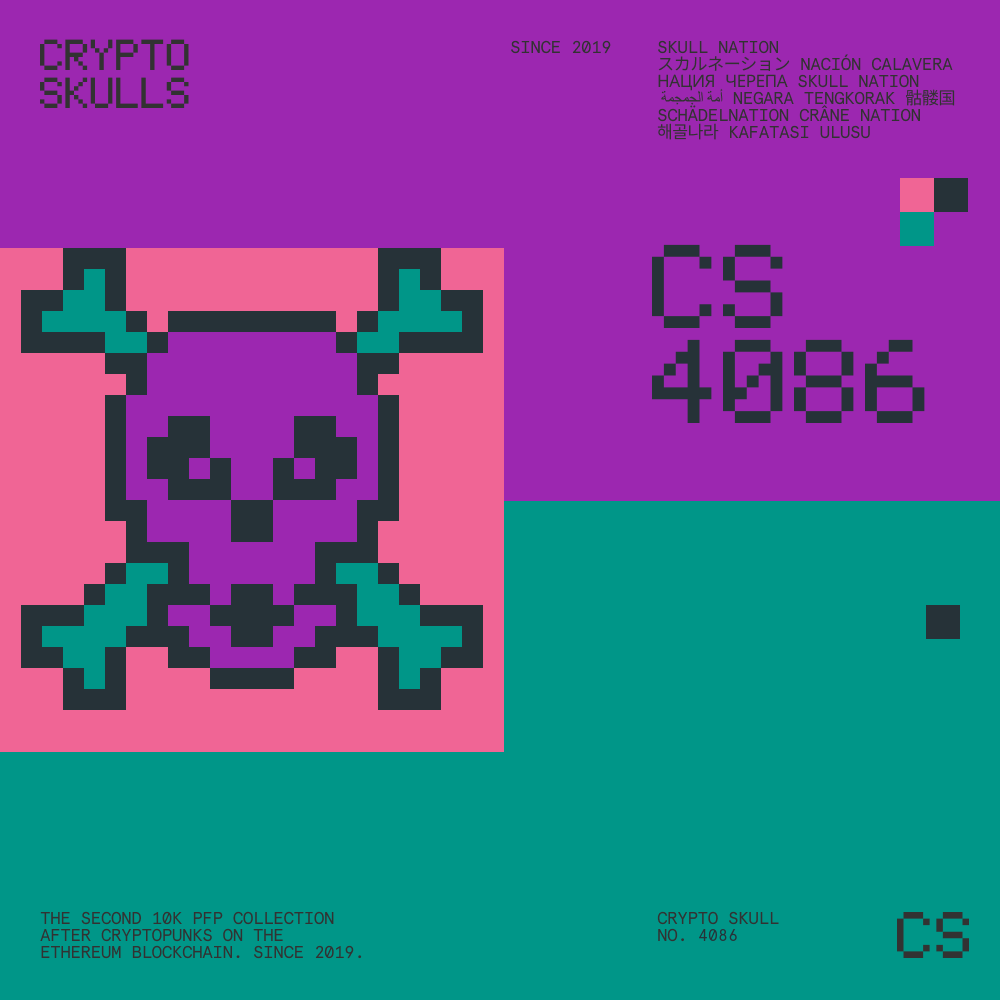 CRYPTO
SKULLS
SINCE 2019
SKULL NATION
スカルネーション NACIÓN CALAVERA
НАЦИЯ ЧЕРЕПА SKULL NATION
أمة الجمجمة NEGARA TENGKORAK 骷髅国
SCHÄDELNATION CRÂNE NATION
해골나라 KAFATASI ULUSU
CS
4086
THE SECOND 10K PFP COLLECTION
AFTER CRYPTOPUNKS ON THE
ETHEREUM BLOCKCHAIN. SINCE 2019.
CRYPTO SKULL
NO. 4086
CS